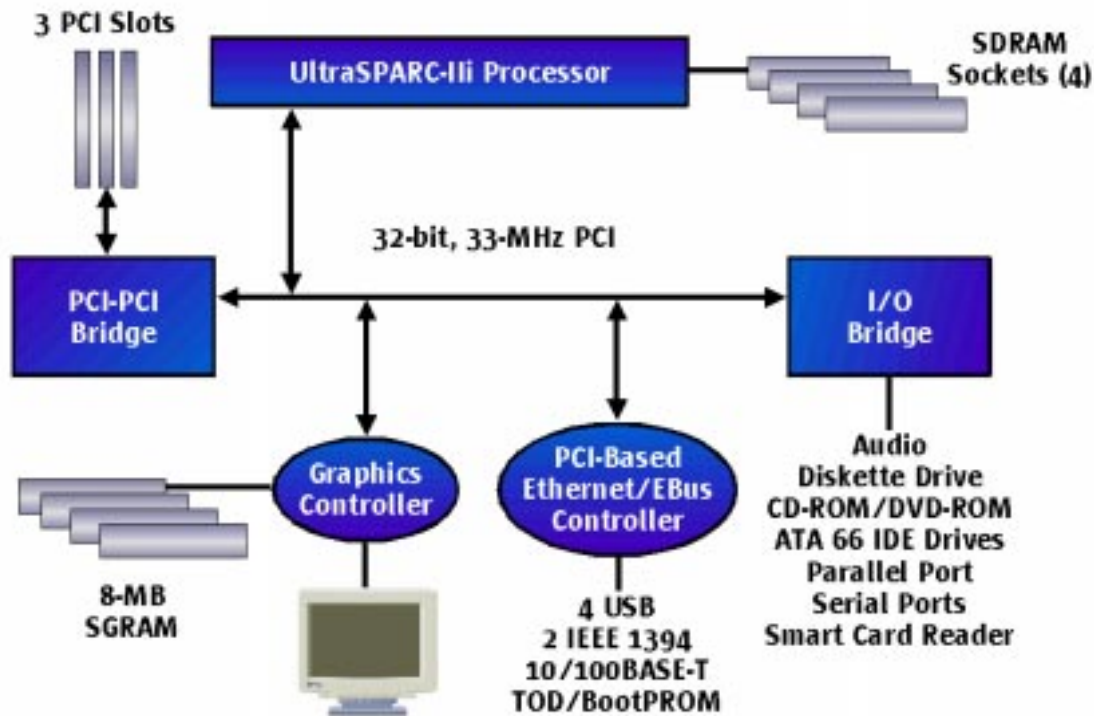 3 PCI Slots
UltraSPARC-IIi Processor
SDRAM
Sockets (4)
32-bit, 33-MHz PCI
PCI-PCI
Bridge
I/O
Bridge
Graphics
Controller
PCI-Based
Ethernet/EBus
Controller
8-MB
SGRAM
4 USB
2 IEEE 1394
10/100BASE-T
TOD/BootPROM
Audio
Diskette Drive
CD-ROM/DVD-ROM
ATA 66 IDE Drives
Parallel Port
Serial Ports
Smart Card Reader